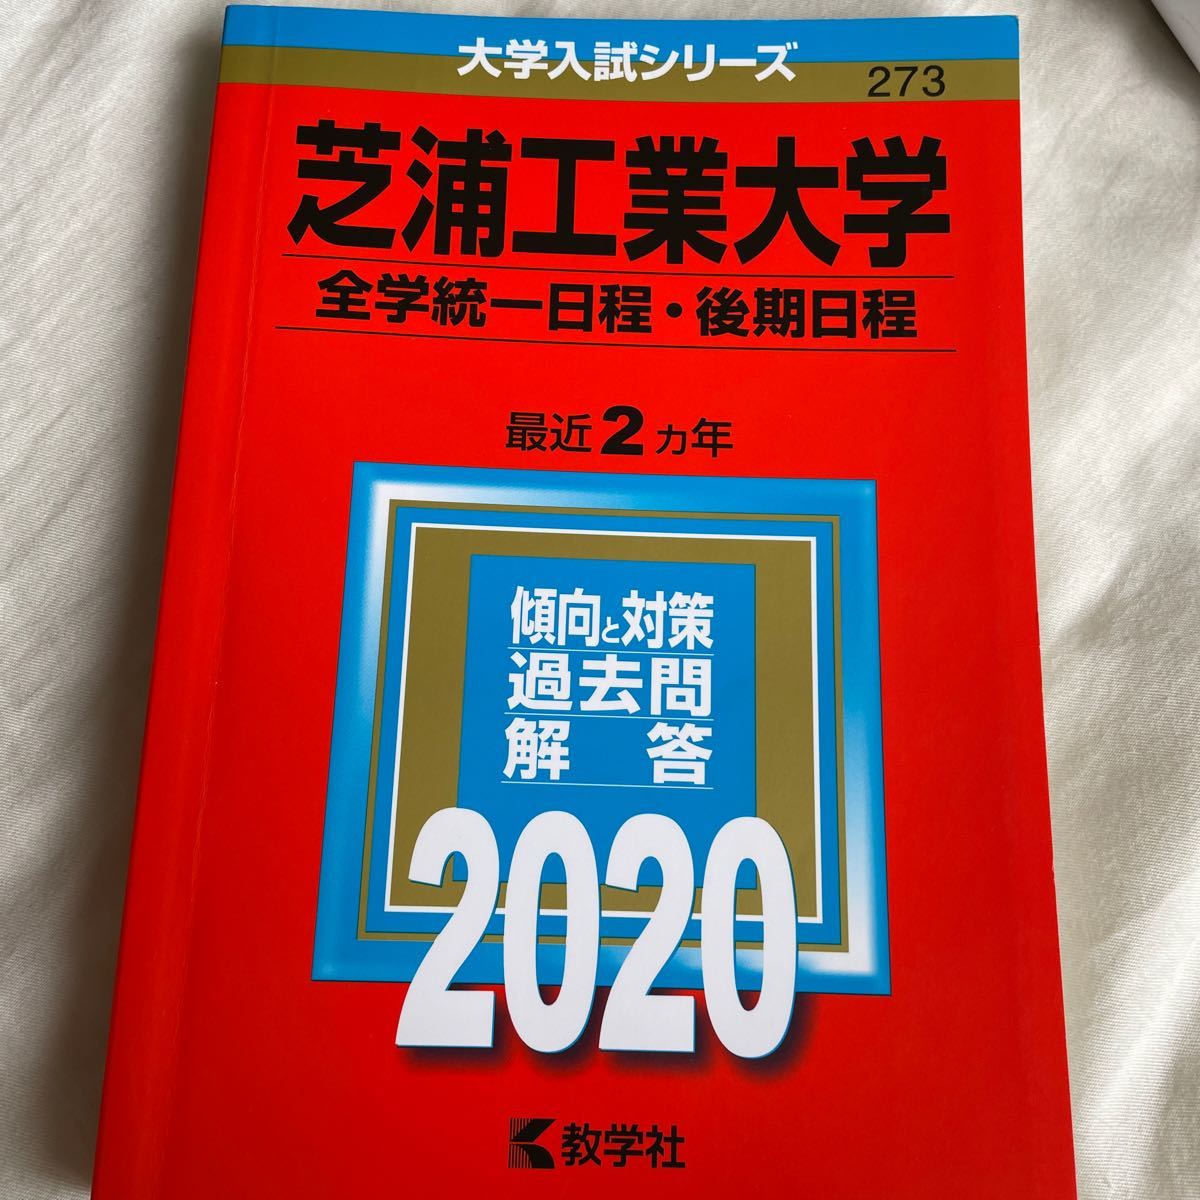 大学入試シリーズ
273
芝浦工業大学
全学統一日程・後期日程
最近2ヵ年
傾向と対策
過去問
解答
2020
教学社